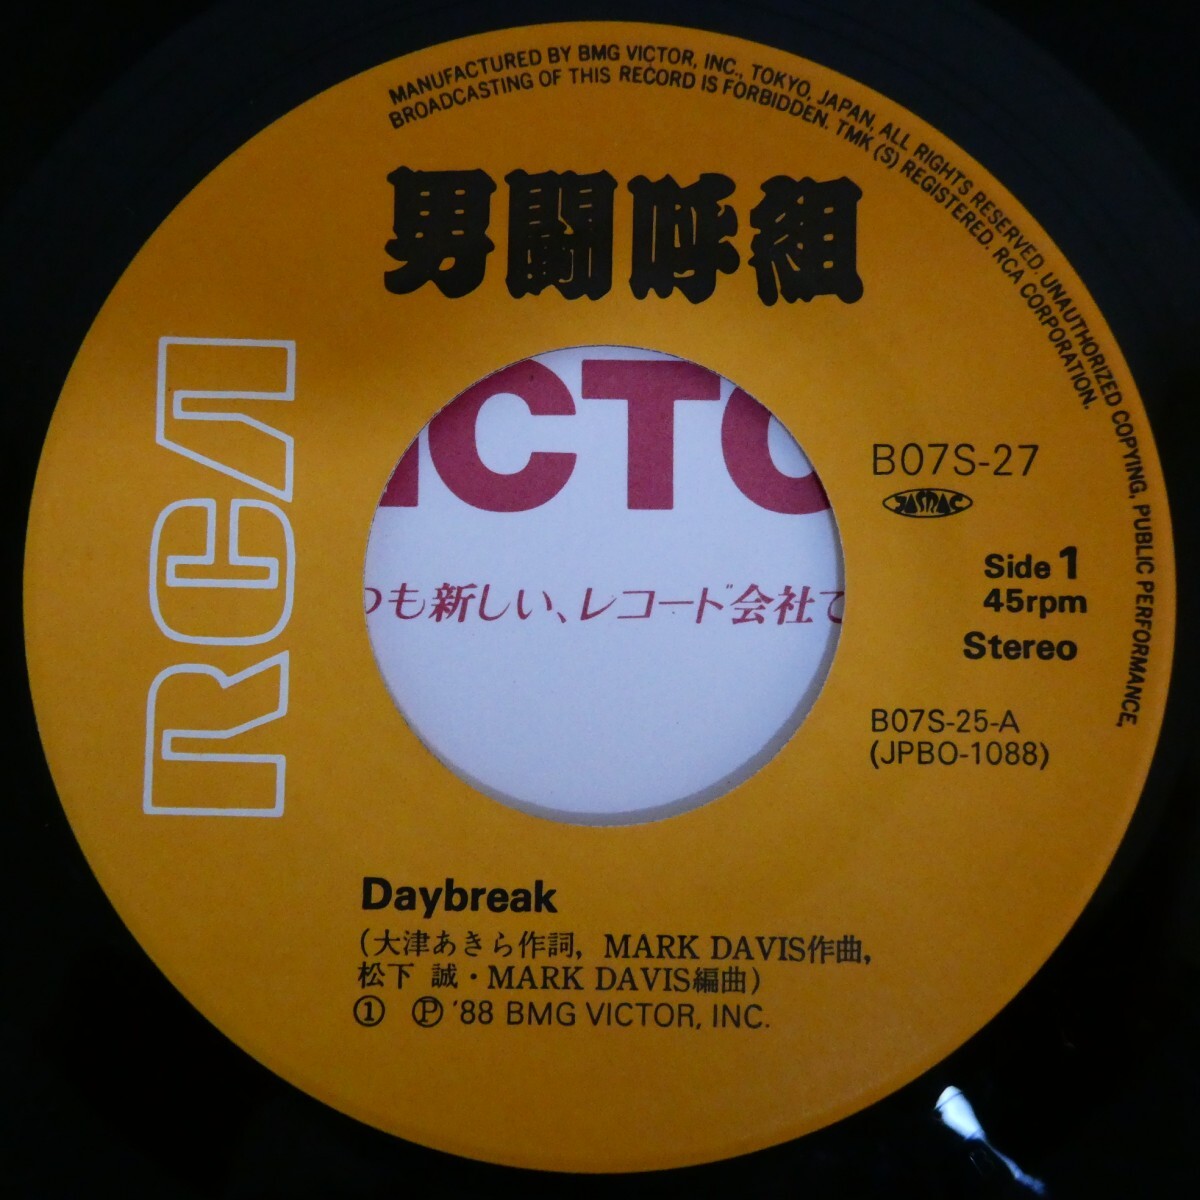 MANUFACTURED BY BMG VICTOR, INC., TOKYO, JAPAN, ALL RIGHTS RESERVED. UNAUTHORIZED COPYING, PUBLIC PERFORMANCE,
BROADCASTING OF THIS RECORD IS FORBIDDEN. TMK (S) REGISTERED. RCA CORPORATION.
男闘呼組
RCA
ICTO
B07S-27
JASRAC
つも新しい、レコード会社で
Side 1
45rpm
Stereo
B07S-25-A
(JPBO-1088)
Daybreak
(大津あきら作詞, MARK DAVIS作曲,
松下 誠・MARK DAVIS編曲)
① Ⓟ '88 BMG VICTOR, INC.